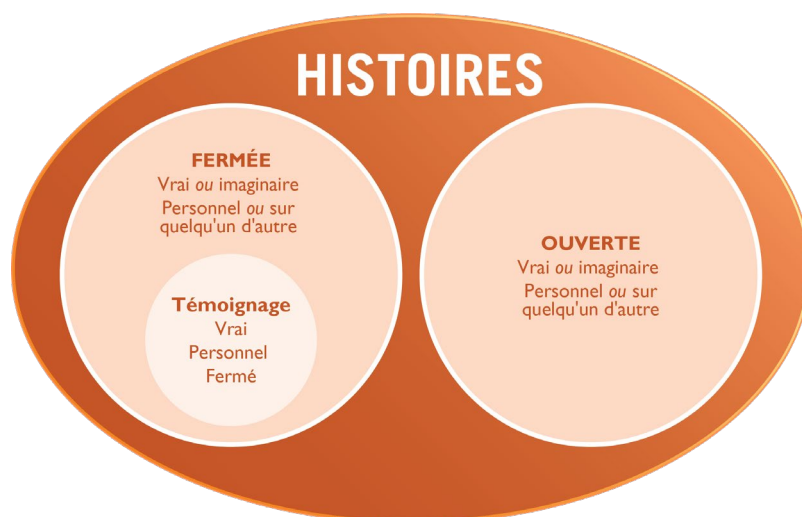 HISTOIRES
FERMÉE
Vrai ou imaginaire
Personnel ou sur
quelqu'un d'autre
Témoignage
Vrai
Personnel
Fermé
OUVERTE
Vrai ou imaginaire
Personnel ou sur
quelqu'un d'autre